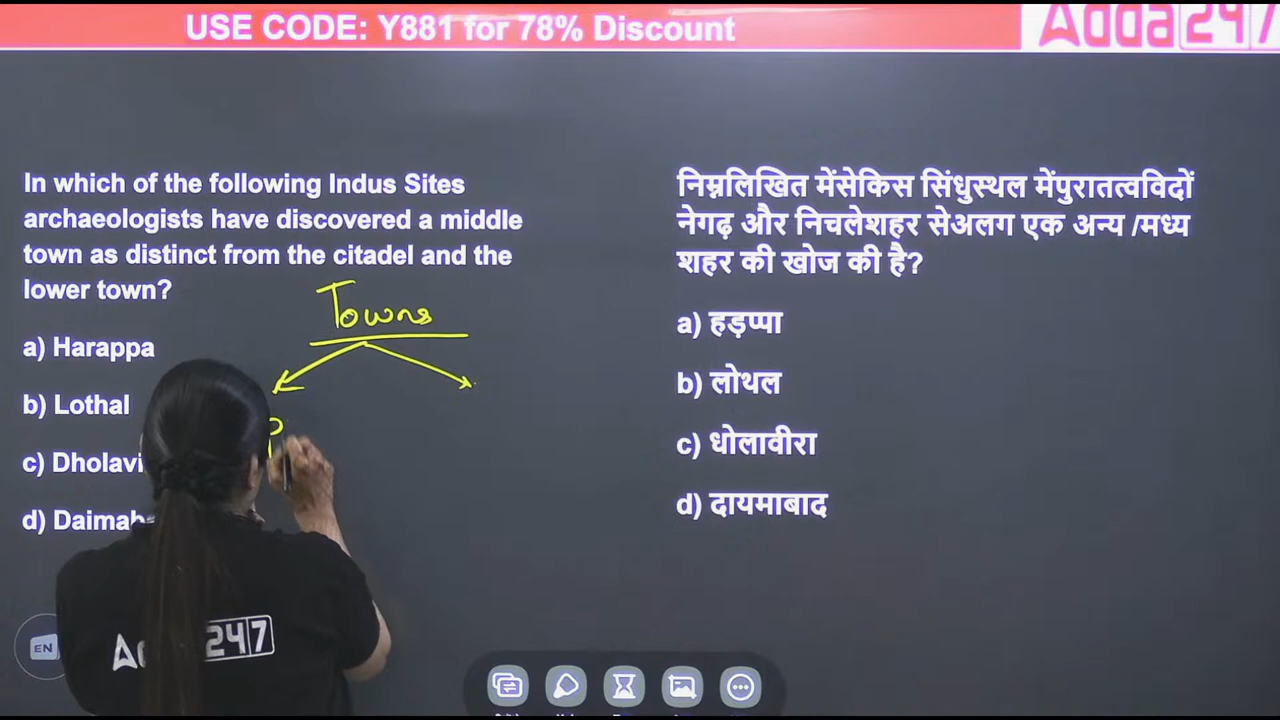 USE CODE: Y881 for 78% Discount
Adda247
In which of the following Indus Sites
archaeologists have discovered a middle
town as distinct from the citadel and the
lower town?
Towns
a) Harappa
b) Lothal
c) Dholavi
d) Daimab
निम्नलिखित मेंसेकिस सिंधुस्थल मेंपुरातत्वविदों
नेगढ़ और निचलेशहर सेअलग एक अन्य /मध्य
शहर की खोज की है?
a) हड़प्पा
b) लोथल
c) धोलावीरा
d) दायमाबाद
EN
247